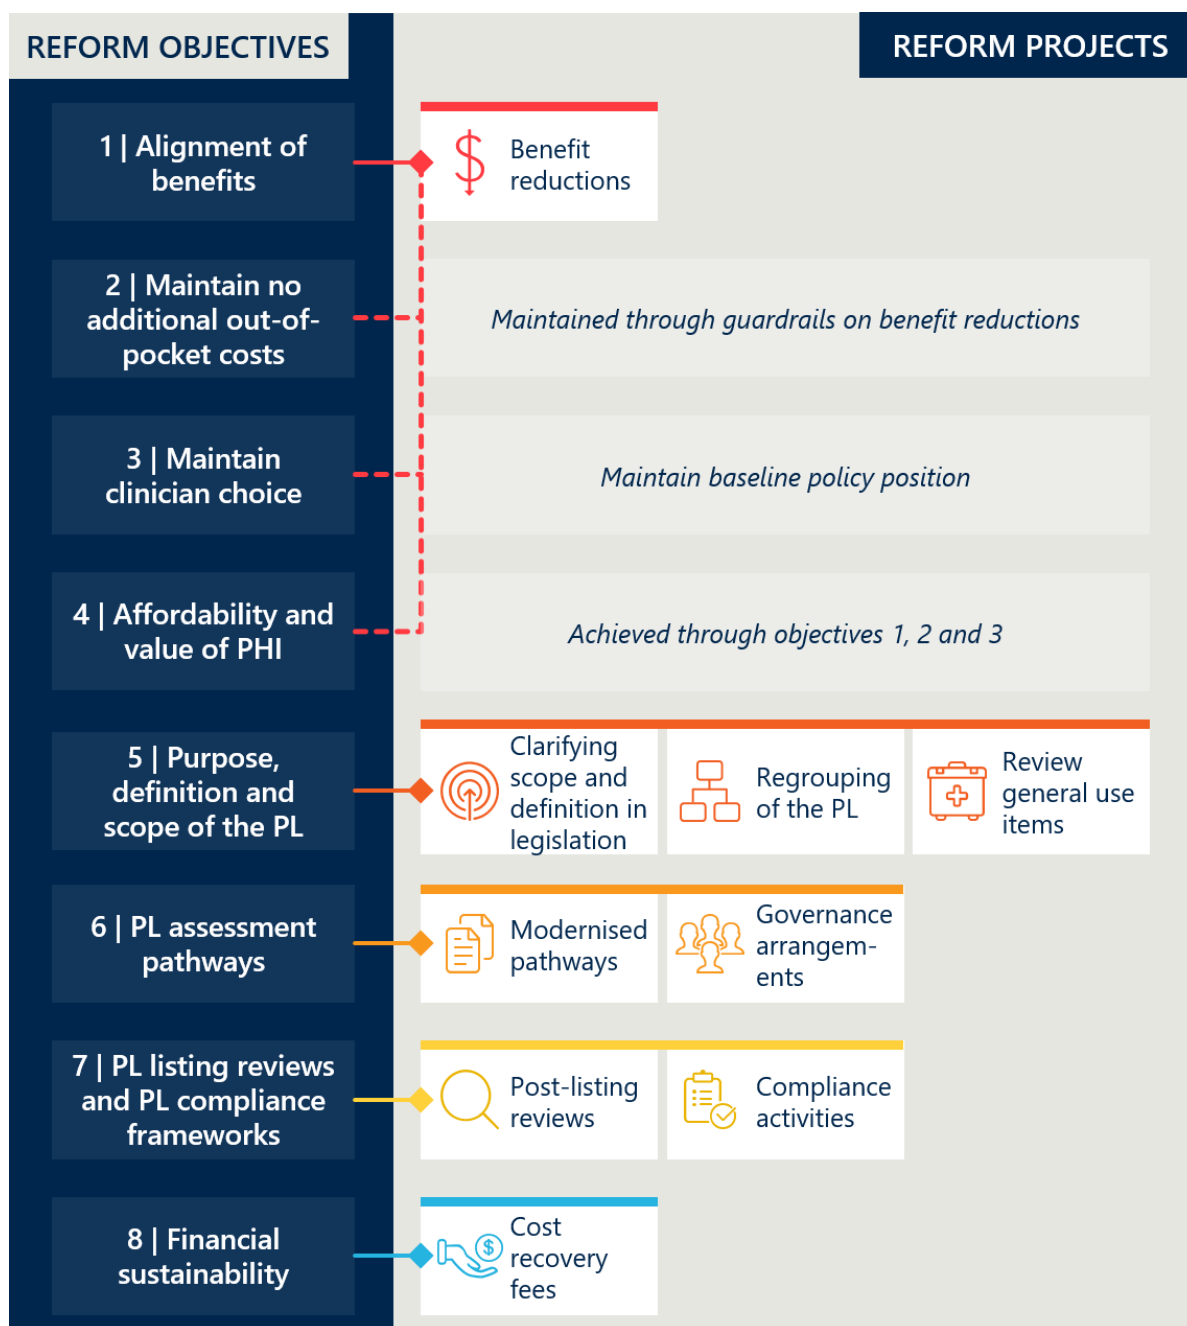 REFORM OBJECTIVES
REFORM PROJECTS
1 | Alignment of
benefits
Benefit
reductions
2 | Maintain no
additional out-of-
pocket costs
Maintained through guardrails on benefit reductions
3 | Maintain
clinician choice
Maintain baseline policy position
4 | Affordability and
value of PHI
Achieved through objectives 1, 2 and 3
5 | Purpose,
definition and
scope of the PL
Clarifying
scope and
definition in
legislation
Regrouping
of the PL
Review
general use
items
6 | PL assessment
pathways
Modernised
pathways
Governance
arrangem-
ents
7 | PL listing reviews
and PL compliance
frameworks
Post-listing
reviews
Compliance
activities
8 | Financial
sustainability
$
Cost
recovery
fees